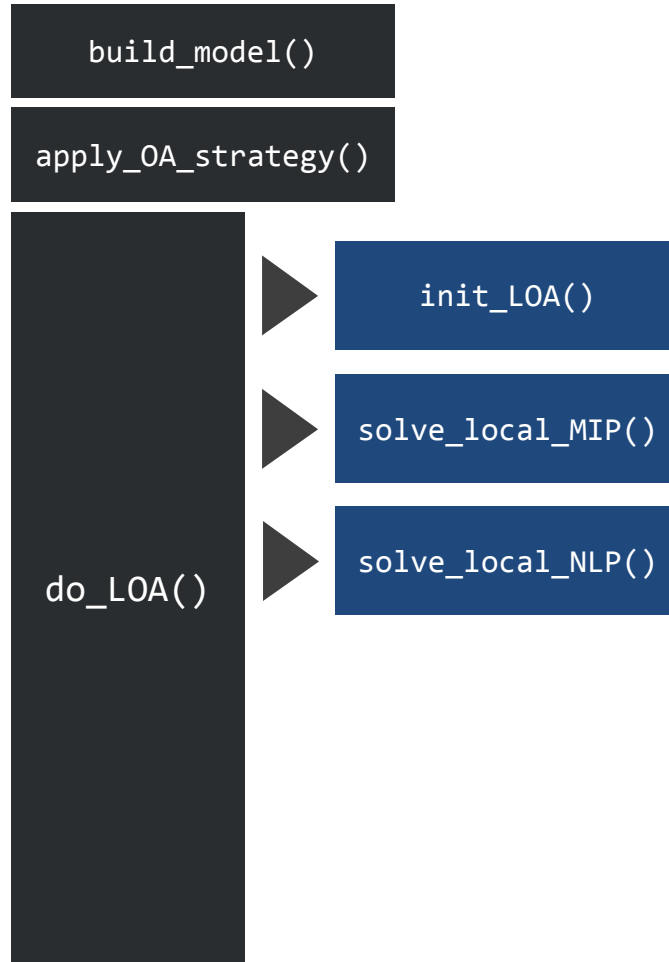 build_model()
apply_OA_strategy()
do_LOA()
init_LOA()
solve_local_MIP()
solve_local_NLP()